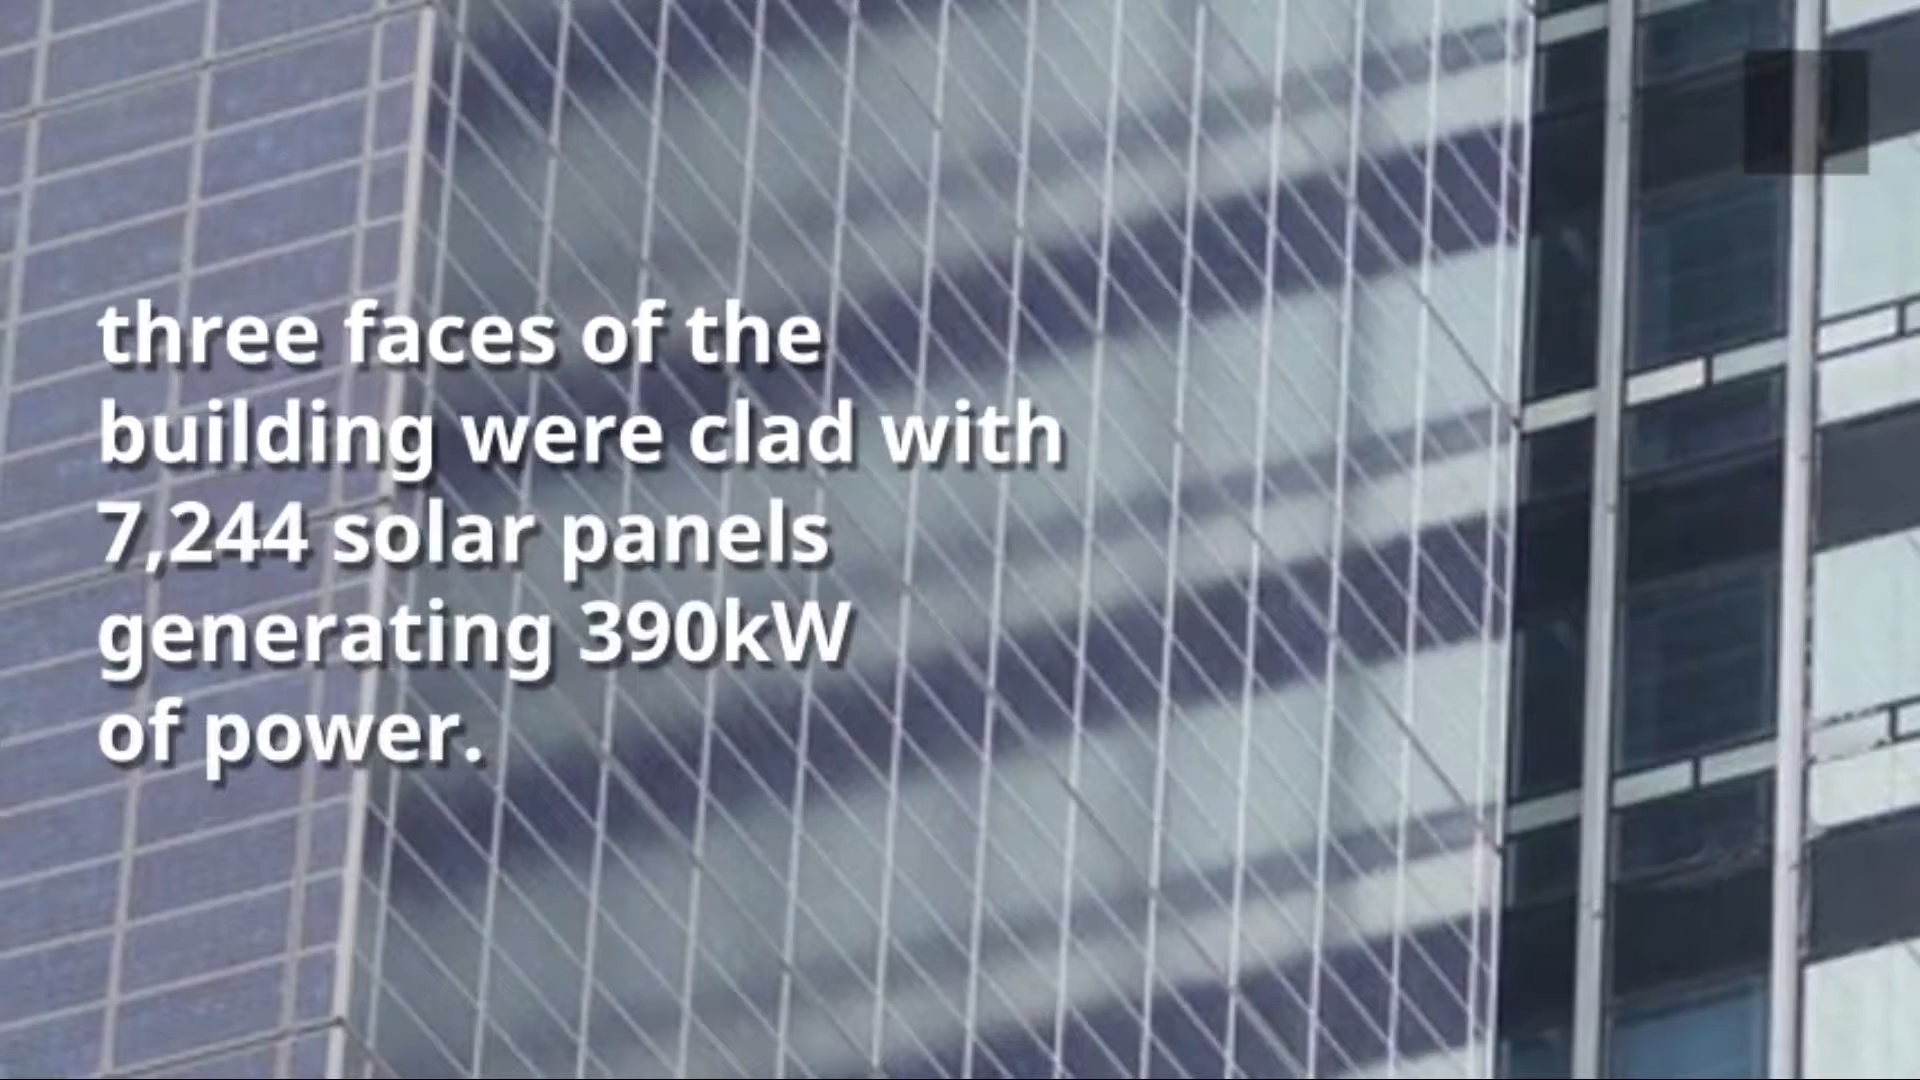 three faces of the
building were clad with
7,244 solar panels
generating 390kW
of power.